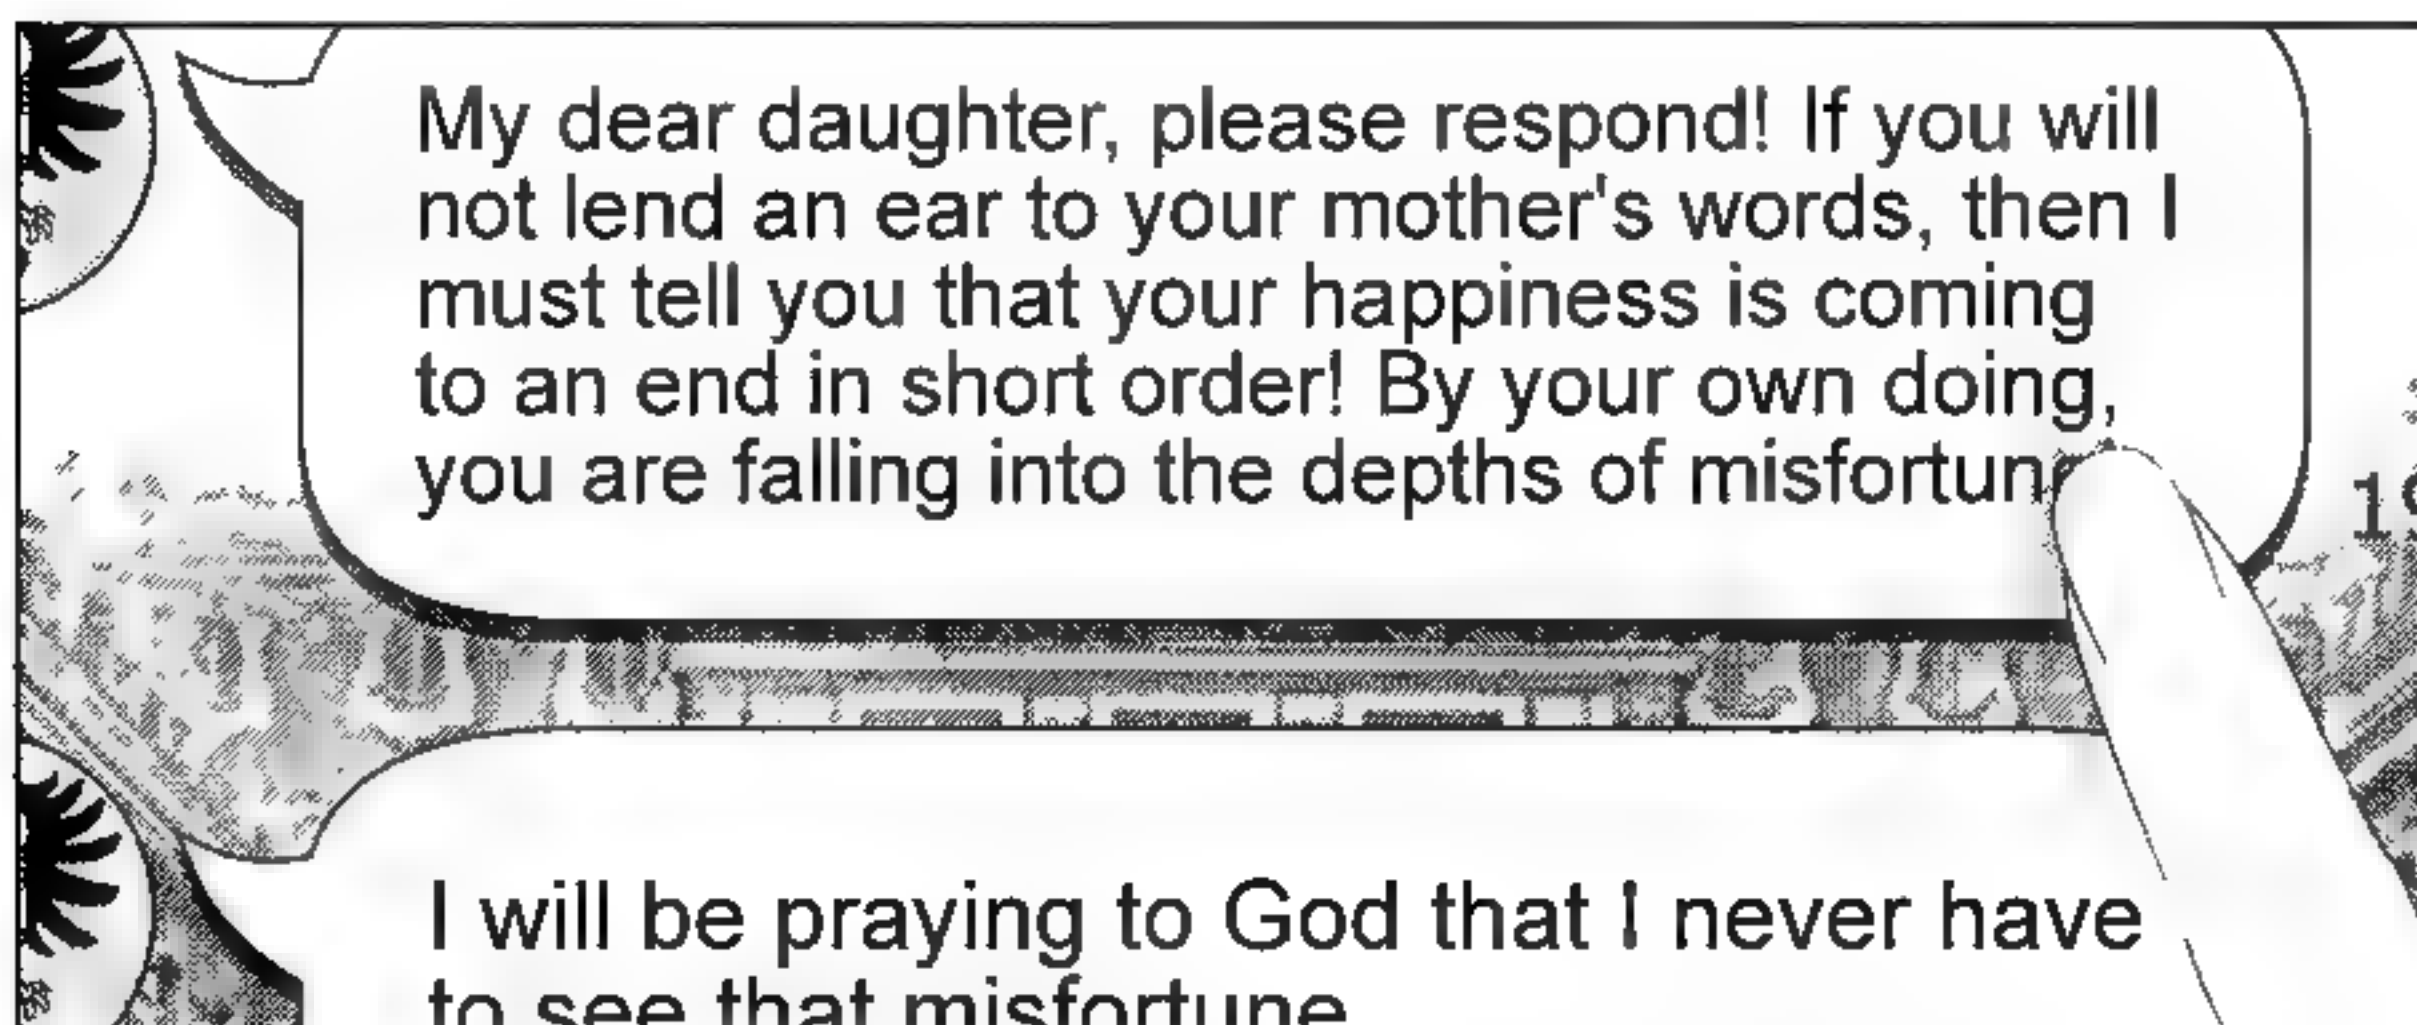 My dear daughter, please respond! If you will
not lend an ear to your mother's words, then I
must tell you that your happiness is coming
to an end in short order! By your own doing,
you are falling into the depths of
I will be praying to God that I never have
to see that misfortune